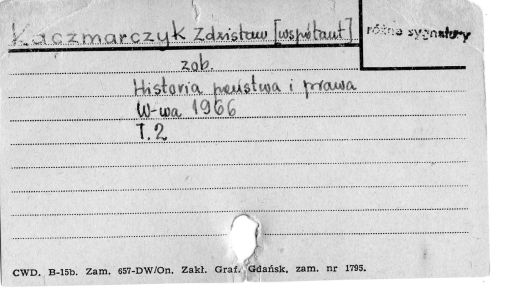 Kaczmarczyk Zdzisław [współaut]
różne sygnatury
zob.
Historia państwa i prawa
W-wa 1966
T.2
CWD. B-15b. Zam. 657-DW/On. Zakł. Graf. Gdańsk, zam. nr 1795.